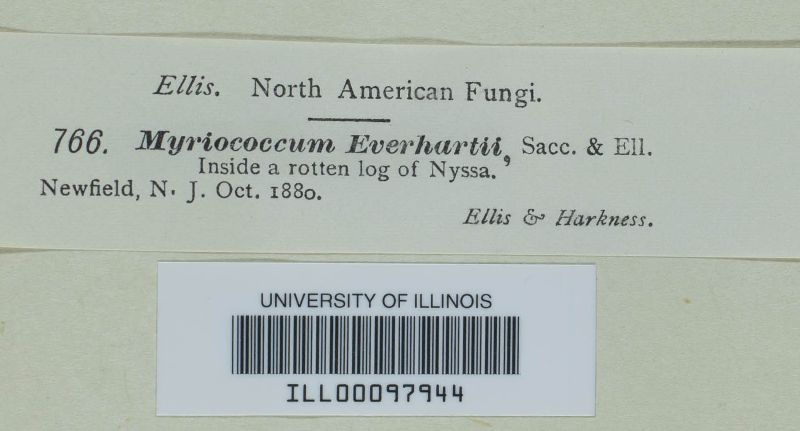 Ellis. North American Fungi.
766. Myriococcum Everhartii, Sacc. & Ell.
Inside a rotten log of Nyssa.
Newfield, N. J. Oct. 1880.
Ellis & Harkness.
UNIVERSITY OF ILLINOIS
ILL00097944